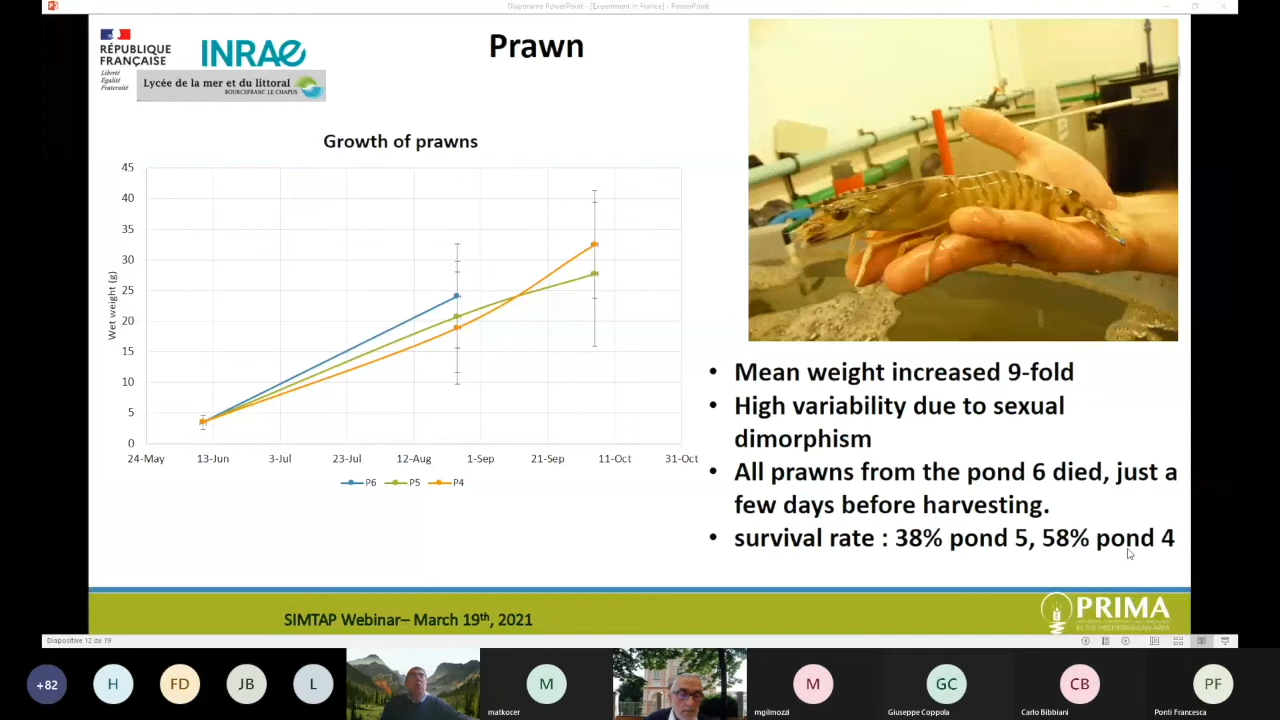 Diaporama PowerPoint - [Experiment in France] - PowerPoint
RÉPUBLIQUE
FRANÇAISE
Liberté
Égalité
Fraternité
INRAE
Lycée de la mer et du littoral
BOURCEFRANC LE CHAPUS
Prawn
Growth of prawns
Wet weight (g)
45
40
35
30
25
20
15
10
5
0
24-May 13-Jun 3-Jul 23-Jul 12-Aug 1-Sep 21-Sep 11-Oct 31-Oct
P6 P5 P4
• Mean weight increased 9-fold
• High variability due to sexual
dimorphism
• All prawns from the pond 6 died, just a
few days before harvesting.
• survival rate : 38% pond 5, 58% pond 4
SIMTAP Webinar– March 19th, 2021
PRIMA
IN THE MEDITERRANEAN AREA
Diapositive 12 de 19
+82
H
FD
JB
L
M
matkocer
M
mgilmozzi
GC
Giuseppe Coppola
CB
Carlo Bibbiani
PF
Ponti Francesca